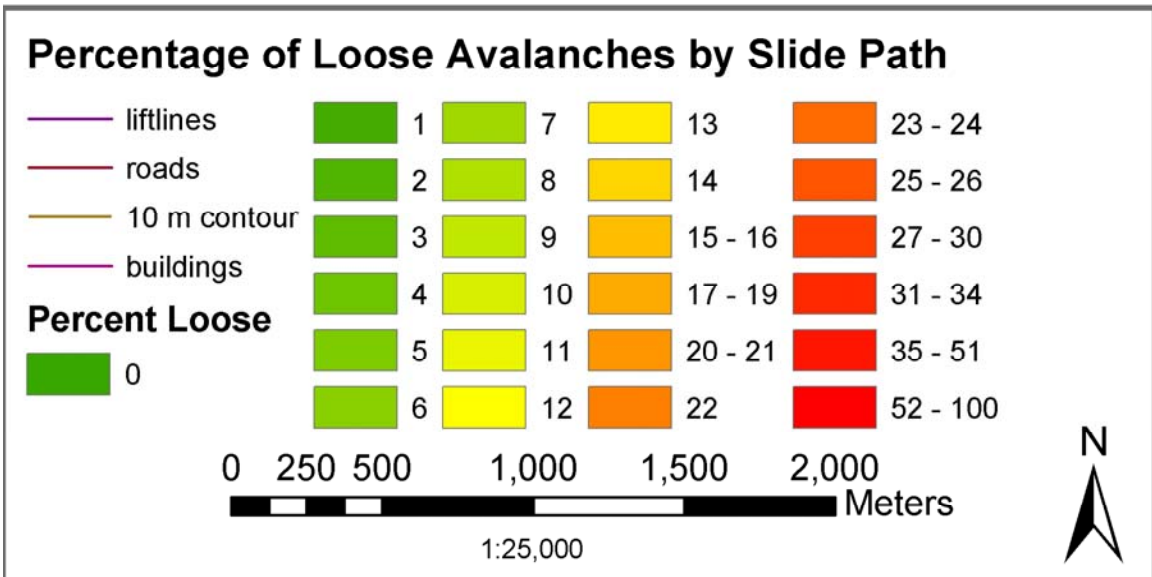 Percentage of Loose Avalanches by Slide Path
liftlines
roads
10 m contour
buildings
Percent Loose
0
1
2
3
4
5
6
7
8
9
10
11
12
13
14
15 - 16
17 - 19
20 - 21
22
23 - 24
25 - 26
27 - 30
31 - 34
35 - 51
52 - 100
0 250 500 1,000 1,500 2,000
Meters
1:25,000
N